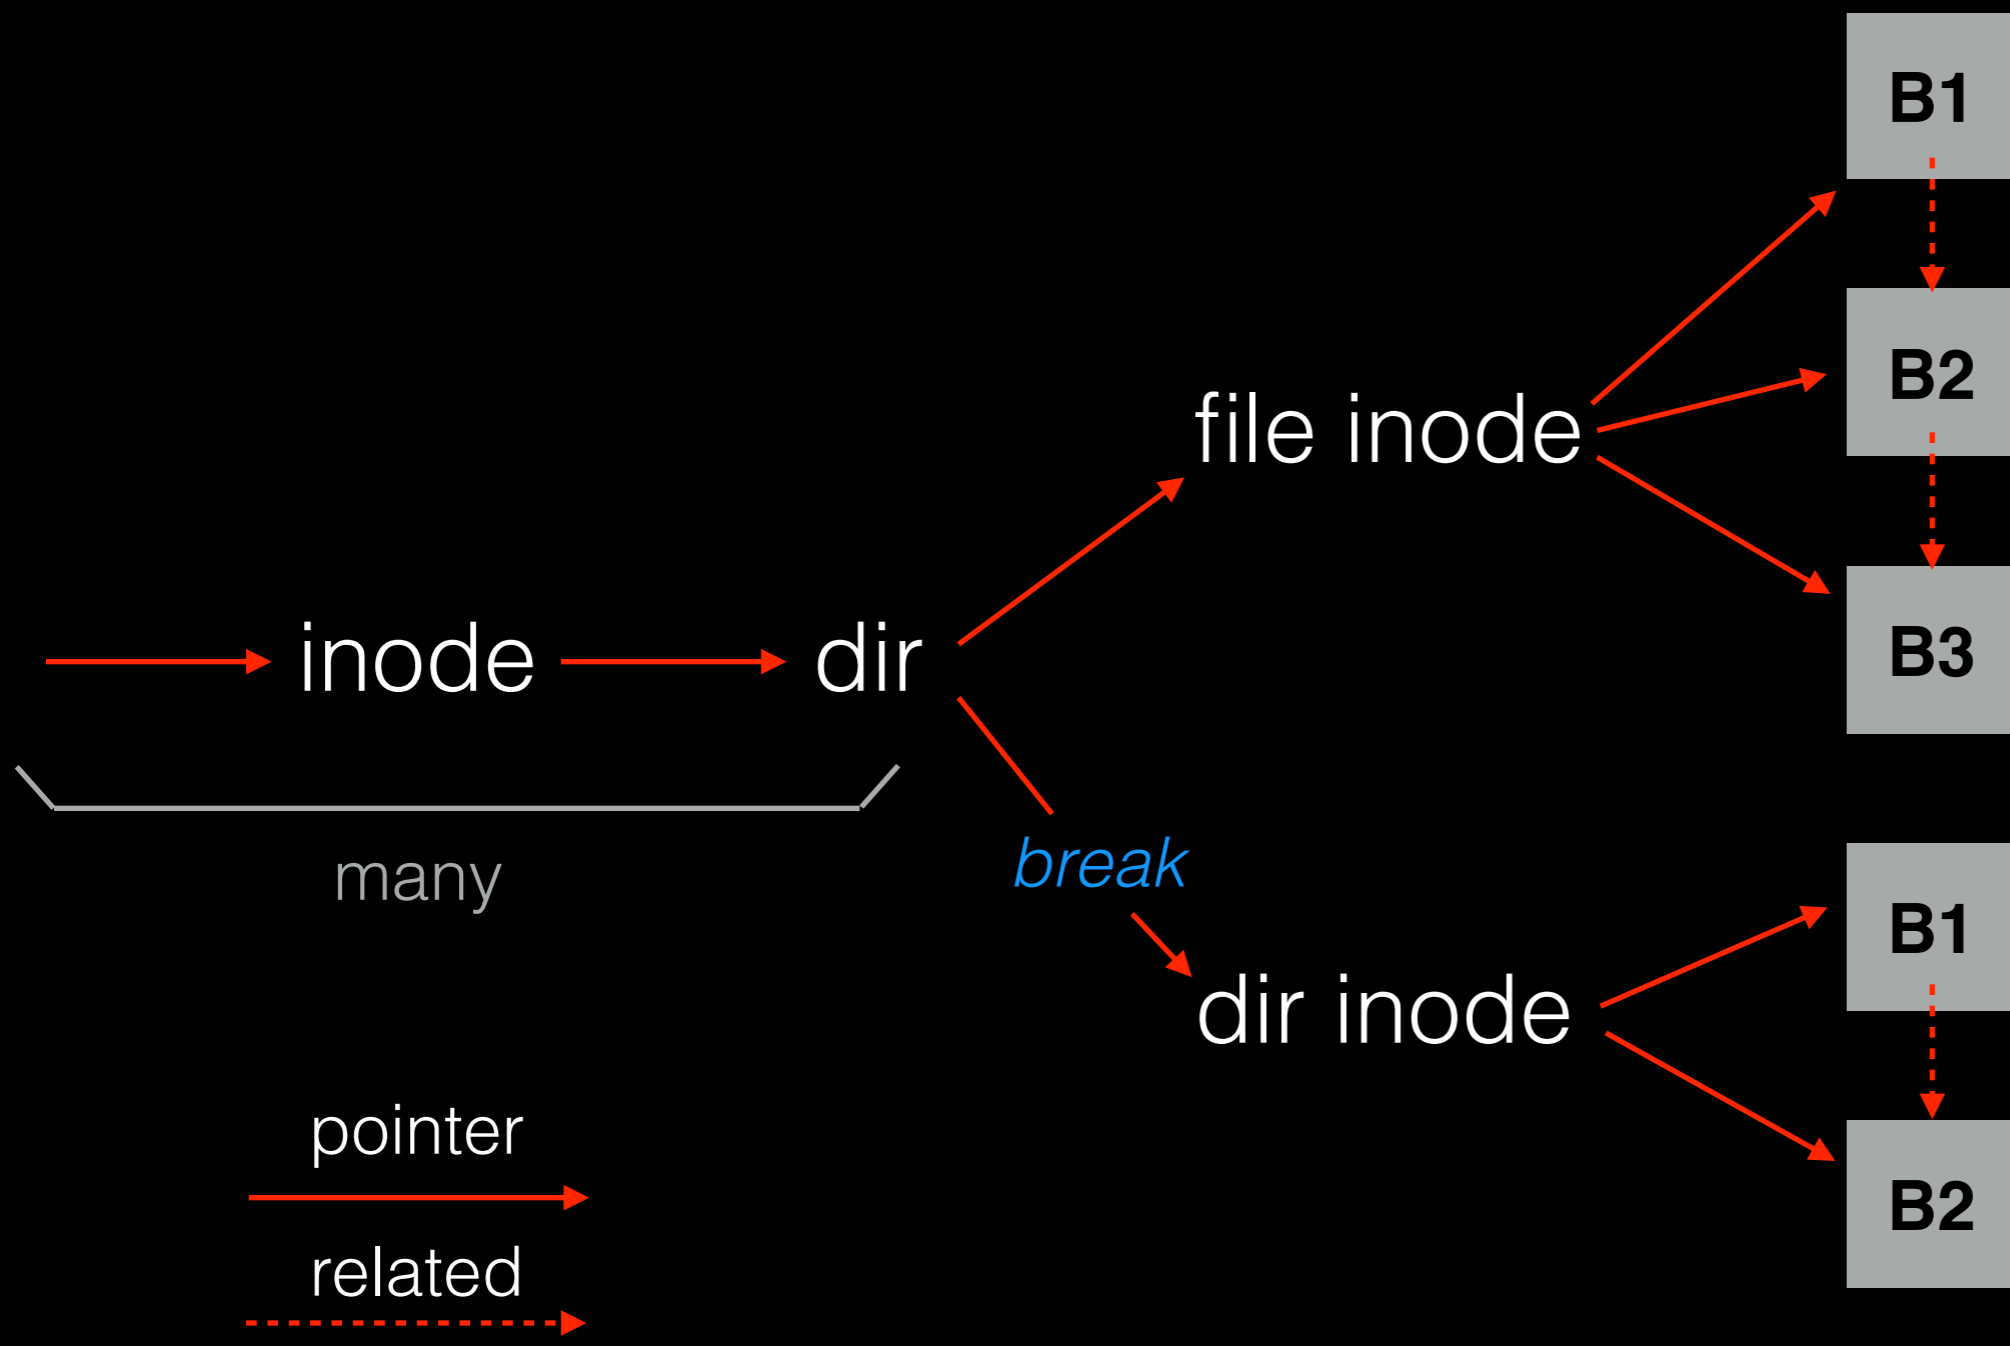 B1
B2
file inode
B3
inode
dir
many
break
B1
dir inode
B2
pointer
related